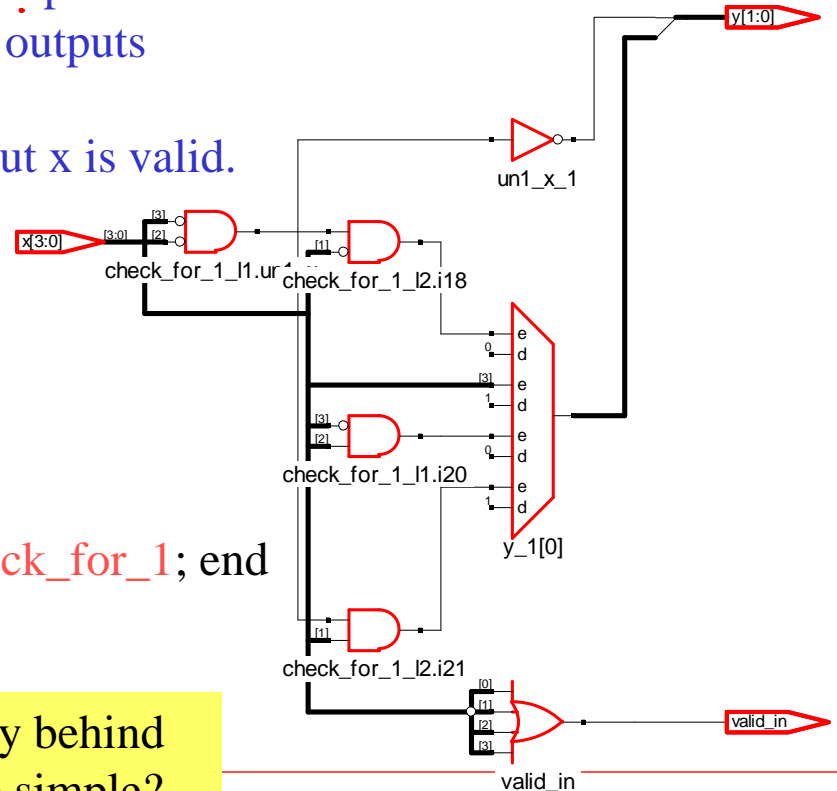 outputs
y[1:0]
ut x is valid.
un1_x_1
x[3:0]
[3:0]
[3]
[2]
check_for_1_l1.un1_x
[1]
check_for_1_l2.i18
e
0
d
[3]
e
1
d
[3]
[2]
e
0
d
check_for_1_l1.i20
e
1
d
y_1[0]
ck_for_1; end
[1]
check_for_1_l2.i21
[0]
[1]
[2]
[3]
valid_in
valid_in
y behind
simple?